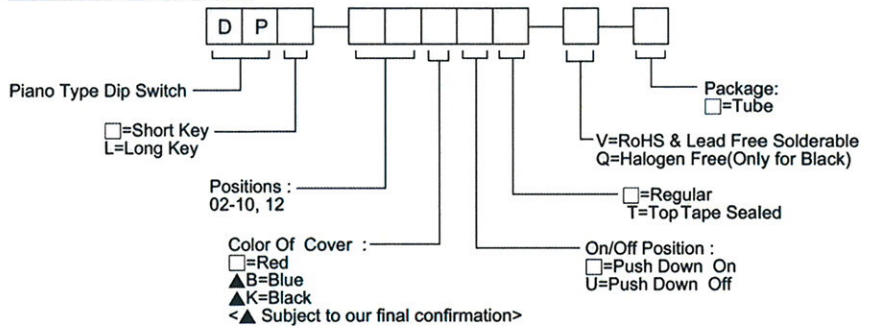 D P
Piano Type Dip Switch
□=Short Key
L=Long Key
Positions :
02-10, 12
Color Of Cover :
□=Red
▲B=Blue
▲K=Black
<▲ Subject to our final confirmation>
Package:
□=Tube
V=RoHS & Lead Free Solderable
Q=Halogen Free(Only for Black)
□=Regular
T=Top Tape Sealed
On/Off Position :
□=Push Down On
U=Push Down Off